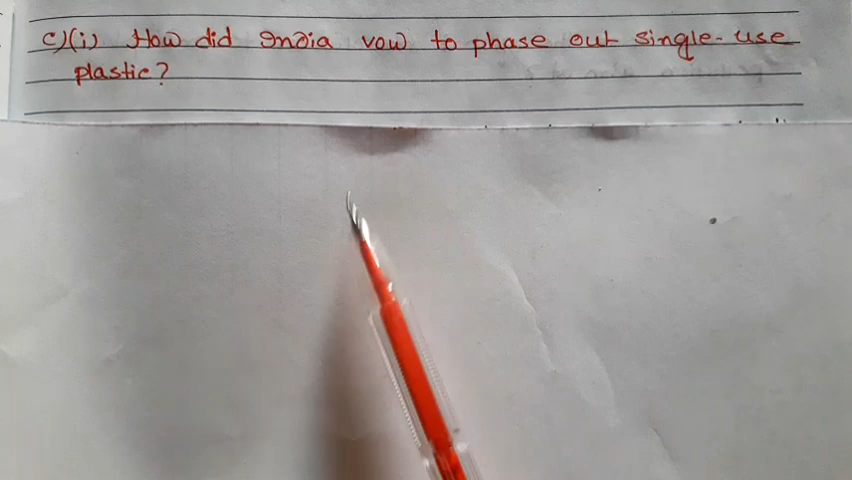 c)(i) How did India vow to phase out single-use
plastic?